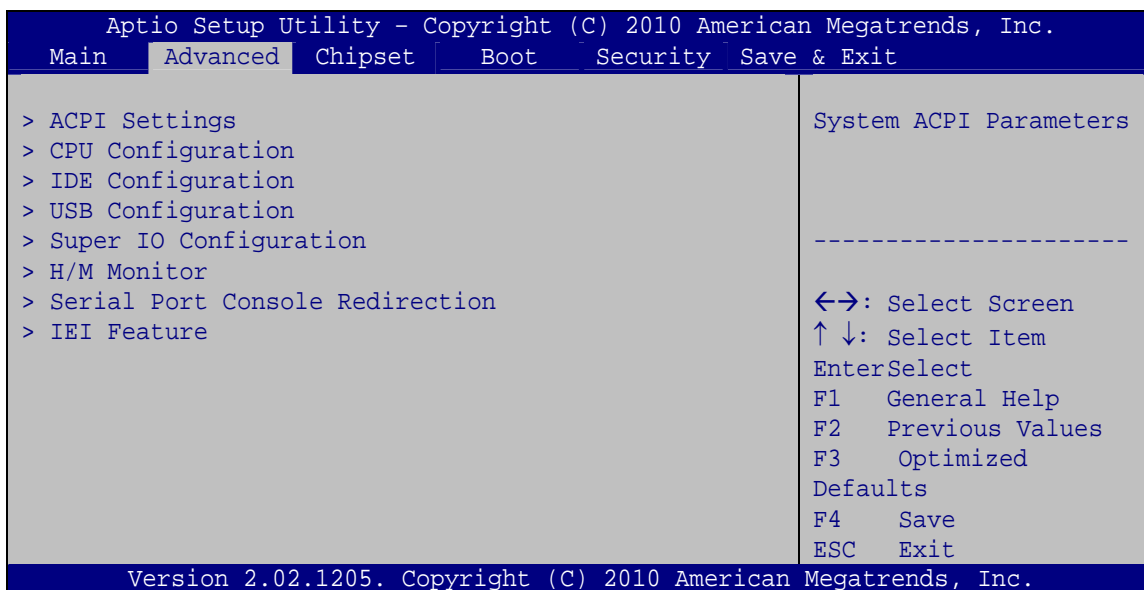 Aptio Setup Utility – Copyright (C) 2010 American Megatrends, Inc.
Main Advanced Chipset Boot Security Save & Exit
> ACPI Settings
> CPU Configuration
> IDE Configuration
> USB Configuration
> Super IO Configuration
> H/M Monitor
> Serial Port Console Redirection
> IEI Feature
System ACPI Parameters
----------------------
←→: Select Screen
↑ ↓: Select Item
EnterSelect
F1 General Help
F2 Previous Values
F3 Optimized
Defaults
F4 Save
ESC Exit
Version 2.02.1205. Copyright (C) 2010 American Megatrends, Inc.